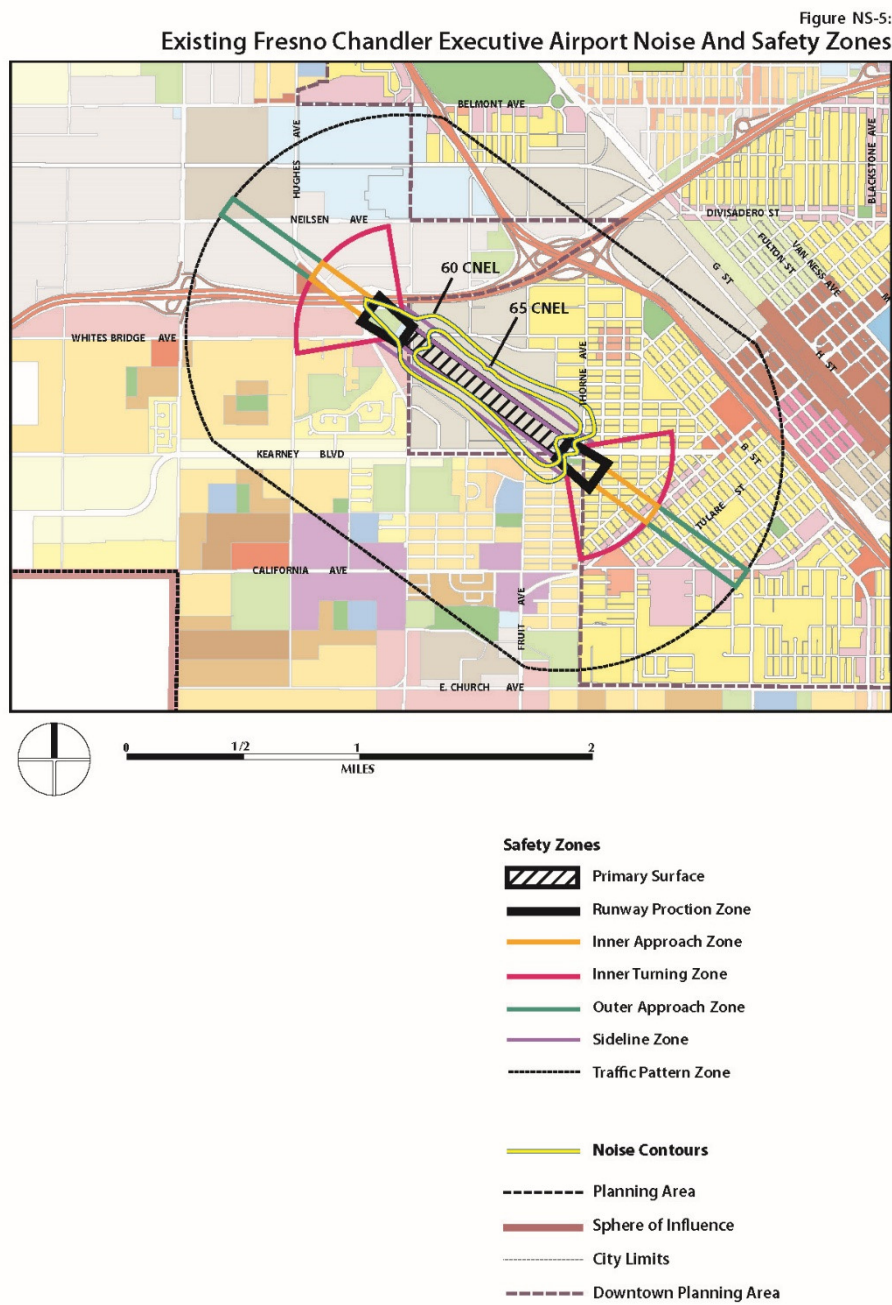 Figure NS-5:
Existing Fresno Chandler Executive Airport Noise And Safety Zones
BELMONT AVE
HUGHES AVE
BLACKSTONE AVE
NEILSEN AVE
DIVISADERO ST
FULTON ST
VAN NESS AVE
G ST
60 CNEL
65 CNEL
H ST
WHITES BRIDGE AVE
THORNE AVE
KEARNEY BLVD
B ST
TULARE ST
CALIFORNIA AVE
FRUIT AVE
E. CHURCH AVE
0 1/2 1 2
MILES
Safety Zones
Primary Surface
Runway Proction Zone
Inner Approach Zone
Inner Turning Zone
Outer Approach Zone
Sideline Zone
Traffic Pattern Zone
Noise Contours
Planning Area
Sphere of Influence
City Limits
Downtown Planning Area